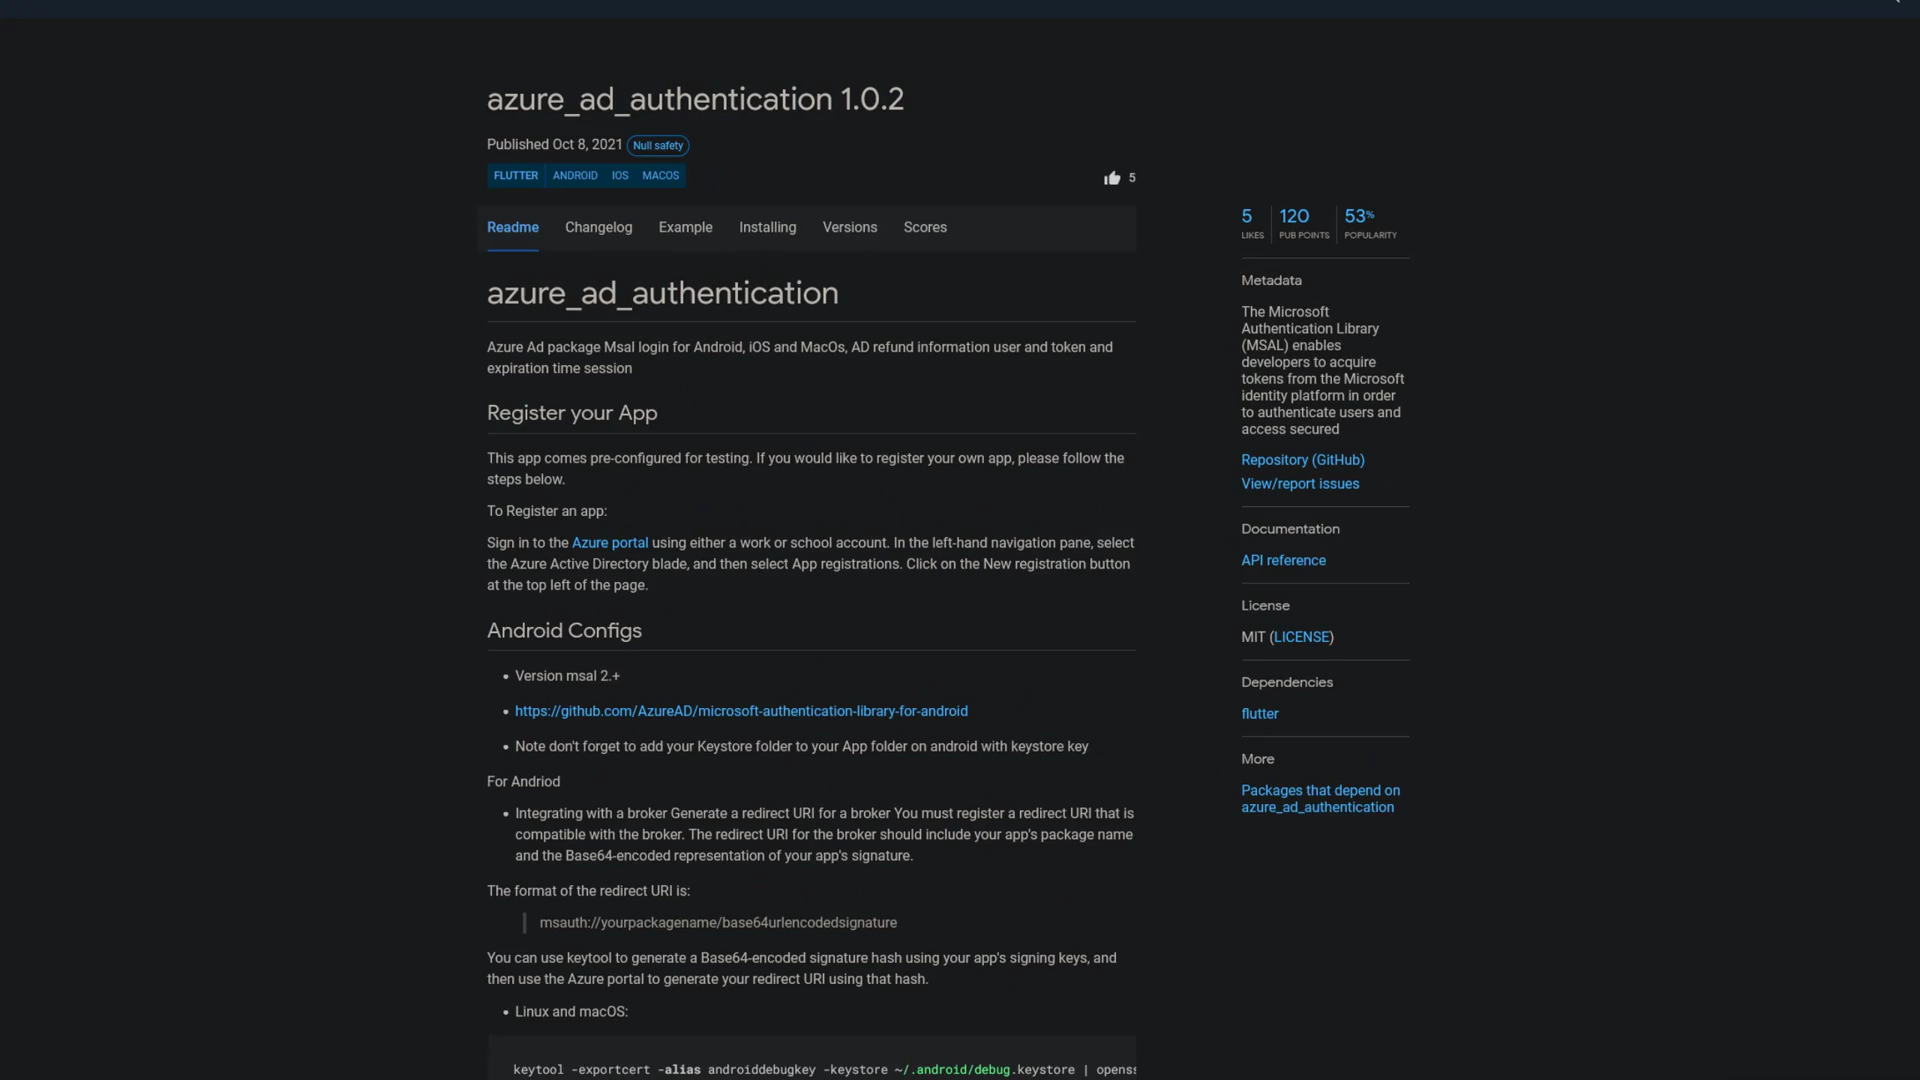 azure_ad_authentication 1.0.2
Published Oct 8, 2021 Null safety
FLUTTER ANDROID IOS MACOS
5
Readme Changelog Example Installing Versions Scores
azure_ad_authentication
Azure Ad package Msal login for Android, iOS and MacOs, AD refund information user and token and
expiration time session
Register your App
This app comes pre-configured for testing. If you would like to register your own app, please follow the
steps below.
To Register an app:
Sign in to the Azure portal using either a work or school account. In the left-hand navigation pane, select
the Azure Active Directory blade, and then select App registrations. Click on the New registration button
at the top left of the page.
Android Configs
• Version msal 2.+
• https://github.com/AzureAD/microsoft-authentication-library-for-android
• Note don't forget to add your Keystore folder to your App folder on android with keystore key
For Andriod
• Integrating with a broker Generate a redirect URI for a broker You must register a redirect URI that is
compatible with the broker. The redirect URI for the broker should include your app's package name
and the Base64-encoded representation of your app's signature.
The format of the redirect URI is:
msauth://yourpackagename/base64urlencodedsignature
You can use keytool to generate a Base64-encoded signature hash using your app's signing keys, and
then use the Azure portal to generate your redirect URI using that hash.
• Linux and macOS:
keytool -exportcert -alias androiddebugkey -keystore ~/.android/debug.keystore | openss
5 120 53%
LIKES PUB POINTS POPULARITY
Metadata
The Microsoft
Authentication Library
(MSAL) enables
developers to acquire
tokens from the Microsoft
identity platform in order
to authenticate users and
access secured
Repository (GitHub)
View/report issues
Documentation
API reference
License
MIT (LICENSE)
Dependencies
flutter
More
Packages that depend on
azure_ad_authentication